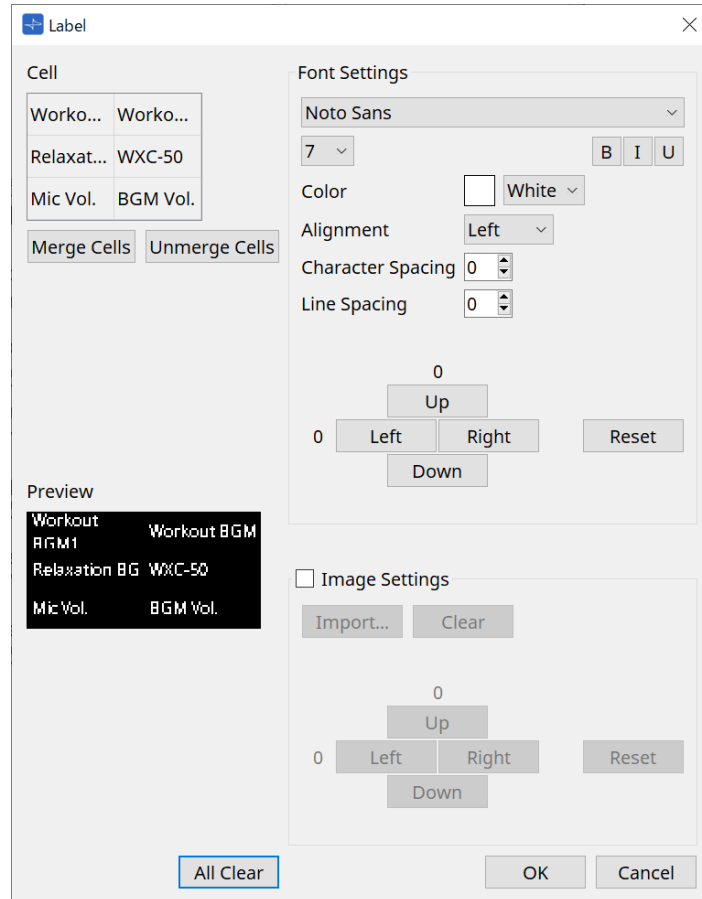 Label
Cell
Worko... Worko...
Relaxat... WXC-50
Mic Vol. BGM Vol.
Merge Cells Unmerge Cells
Preview
Workout
BGM1
Workout BGM
Relaxation BG WXC-50
Mic Vol. BGM Vol.
All Clear
Font Settings
Noto Sans
7
B I U
Color White
Alignment Left
Character Spacing 0
Line Spacing 0
0
Up
0 Left Right Reset
Down
Image Settings
Import... Clear
0
Up
0 Left Right Reset
Down
OK Cancel